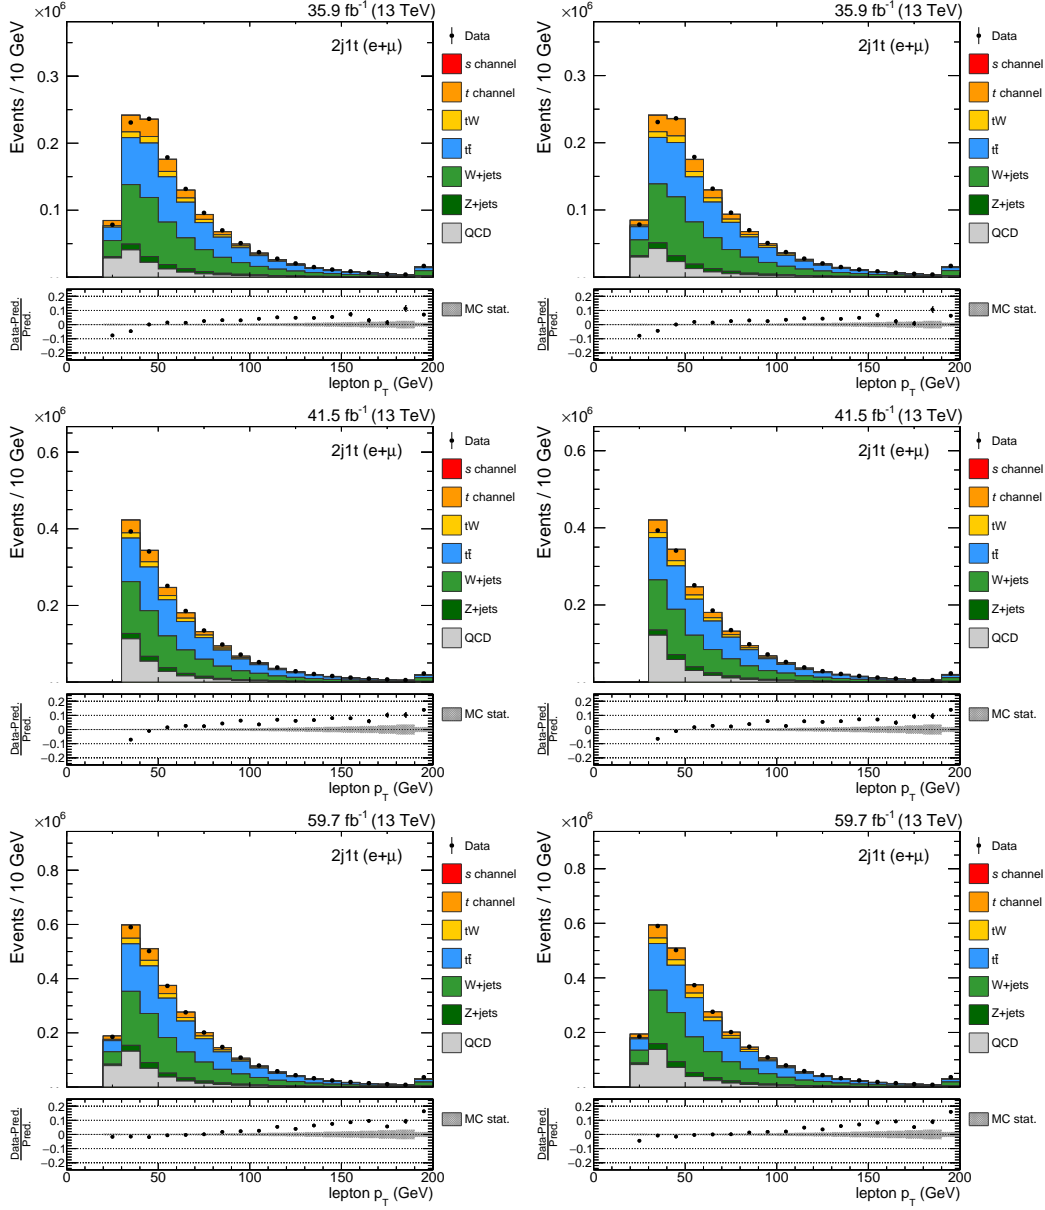 ×10⁶ 35.9 fb⁻¹ (13 TeV)
Events / 10 GeV
2j1t (e+μ)
0.3
0.2
0.1
Data
s channel
t channel
tW
tt̄
W+jets
Z+jets
QCD
Data-Pred.
Pred.
0.2
0.1
0
−0.1
−0.2
MC stat.
0 50 100 150 200
lepton p_T (GeV)
×10⁶ 35.9 fb⁻¹ (13 TeV)
Events / 10 GeV
2j1t (e+μ)
0.3
0.2
0.1
Data
s channel
t channel
tW
tt̄
W+jets
Z+jets
QCD
Data-Pred.
Pred.
0.2
0.1
0
−0.1
−0.2
MC stat.
0 50 100 150 200
lepton p_T (GeV)
×10⁶ 41.5 fb⁻¹ (13 TeV)
Events / 10 GeV
2j1t (e+μ)
0.6
0.4
0.2
Data
s channel
t channel
tW
tt̄
W+jets
Z+jets
QCD
Data-Pred.
Pred.
0.2
0.1
0
−0.1
−0.2
MC stat.
0 50 100 150 200
lepton p_T (GeV)
×10⁶ 41.5 fb⁻¹ (13 TeV)
Events / 10 GeV
2j1t (e+μ)
0.6
0.4
0.2
Data
s channel
t channel
tW
tt̄
W+jets
Z+jets
QCD
Data-Pred.
Pred.
0.2
0.1
0
−0.1
−0.2
MC stat.
0 50 100 150 200
lepton p_T (GeV)
×10⁶ 59.7 fb⁻¹ (13 TeV)
Events / 10 GeV
2j1t (e+μ)
0.8
0.6
0.4
0.2
Data
s channel
t channel
tW
tt̄
W+jets
Z+jets
QCD
Data-Pred.
Pred.
0.2
0.1
0
−0.1
−0.2
MC stat.
0 50 100 150 200
lepton p_T (GeV)
×10⁶ 59.7 fb⁻¹ (13 TeV)
Events / 10 GeV
2j1t (e+μ)
0.8
0.6
0.4
0.2
Data
s channel
t channel
tW
tt̄
W+jets
Z+jets
QCD
Data-Pred.
Pred.
0.2
0.1
0
−0.1
−0.2
MC stat.
0 50 100 150 200
lepton p_T (GeV)